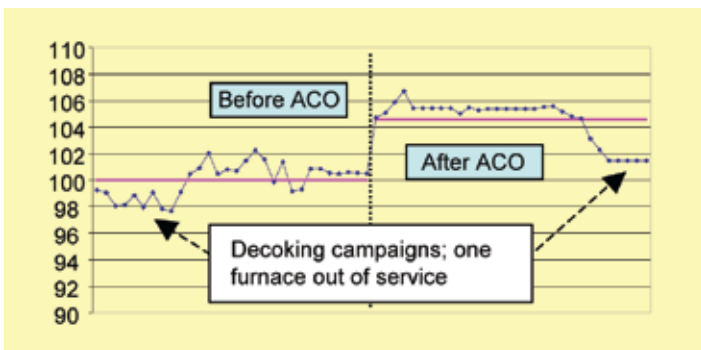 110
108
106
104
102
100
98
96
94
92
90
Before ACO
After ACO
Decoking campaigns; one
furnace out of service